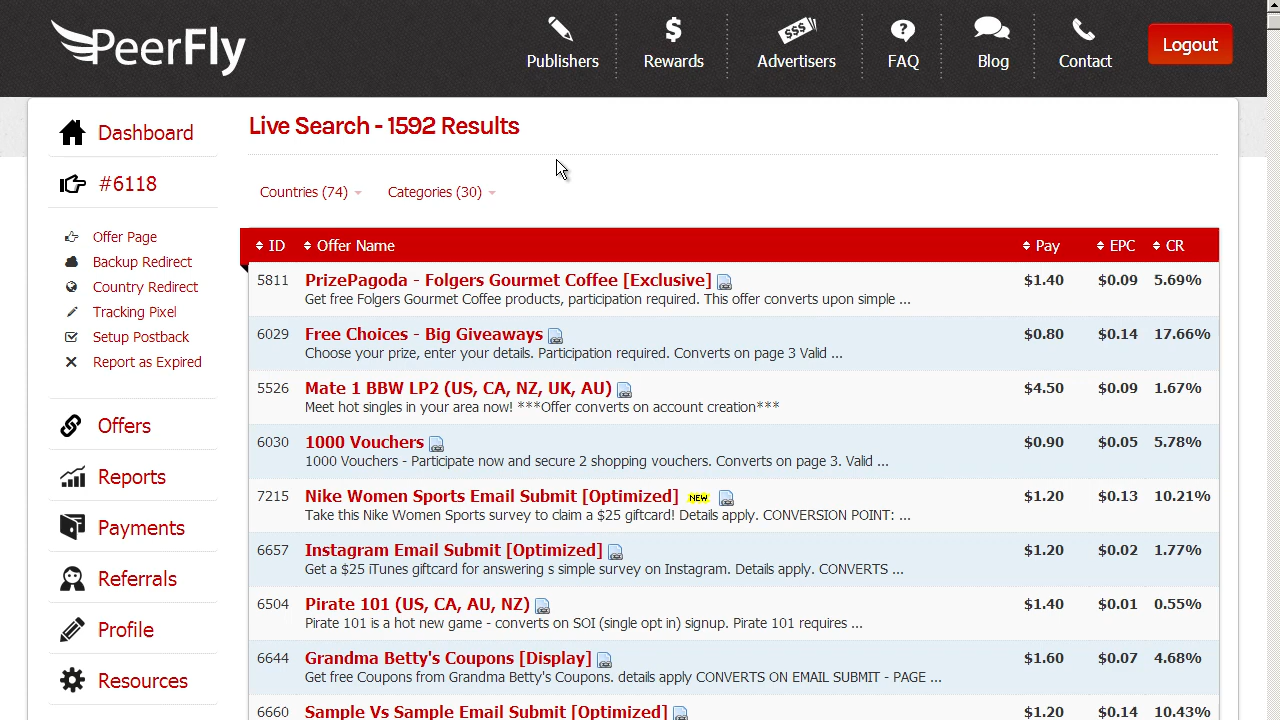 PeerFly
Publishers
Rewards
$$$
Advertisers
FAQ
Blog
Contact
Logout
Dashboard
#6118
Offer Page
Backup Redirect
Country Redirect
Tracking Pixel
Setup Postback
Report as Expired
Offers
Reports
Payments
Referrals
Profile
Resources
Live Search - 1592 Results
Countries (74) Categories (30)
ID Offer Name Pay EPC CR
5811 PrizePagoda - Folgers Gourmet Coffee [Exclusive] $1.40 $0.09 5.69%
Get free Folgers Gourmet Coffee products, participation required. This offer converts upon simple ...
6029 Free Choices - Big Giveaways $0.80 $0.14 17.66%
Choose your prize, enter your details. Participation required. Converts on page 3 Valid ...
5526 Mate 1 BBW LP2 (US, CA, NZ, UK, AU) $4.50 $0.09 1.67%
Meet hot singles in your area now! ***Offer converts on account creation***
6030 1000 Vouchers $0.90 $0.05 5.78%
1000 Vouchers - Participate now and secure 2 shopping vouchers. Converts on page 3. Valid ...
7215 Nike Women Sports Email Submit [Optimized] NEW $1.20 $0.13 10.21%
Take this Nike Women Sports survey to claim a $25 giftcard! Details apply. CONVERSION POINT: ...
6657 Instagram Email Submit [Optimized] $1.20 $0.02 1.77%
Get a $25 iTunes giftcard for answering s simple survey on Instagram. Details apply. CONVERTS ...
6504 Pirate 101 (US, CA, AU, NZ) $1.40 $0.01 0.55%
Pirate 101 is a hot new game - converts on SOI (single opt in) signup. Pirate 101 requires ...
6644 Grandma Betty's Coupons [Display] $1.60 $0.07 4.68%
Get free Coupons from Grandma Betty's Coupons. details apply CONVERTS ON EMAIL SUBMIT - PAGE ...
6660 Sample Vs Sample Email Submit [Optimized] $1.20 $0.14 10.43%